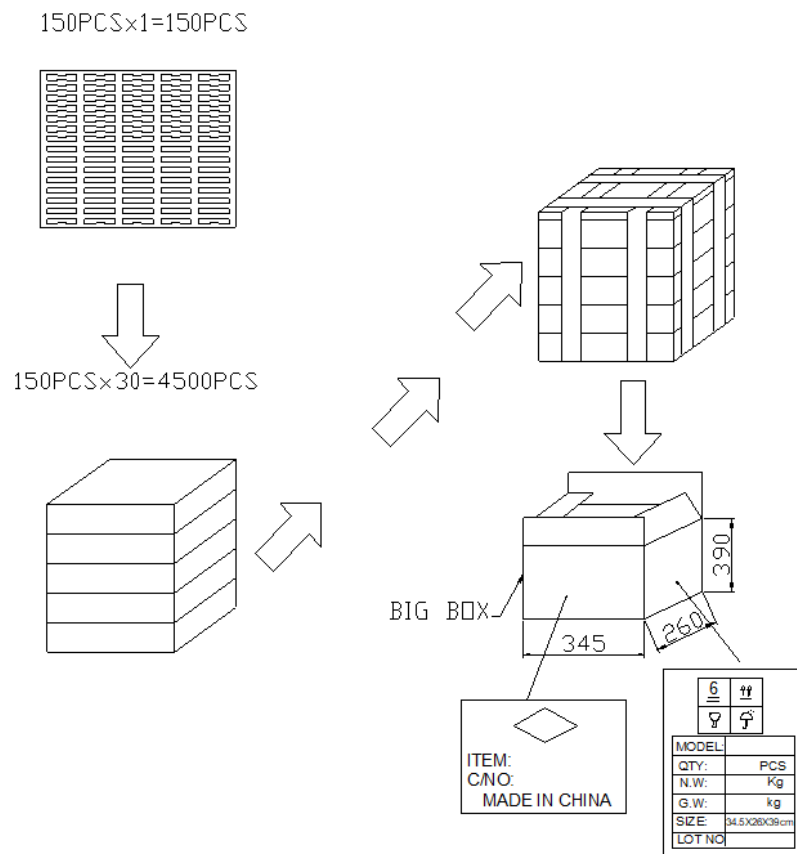 150PCSx1=150PCS
150PCSx30=4500PCS
BIG BOX
345
260
390
ITEM:
C/NO:
MADE IN CHINA
6
MODEL:
QTY: PCS
N.W: Kg
G.W: kg
SIZE: 34.5X26X39cm
LOT NO